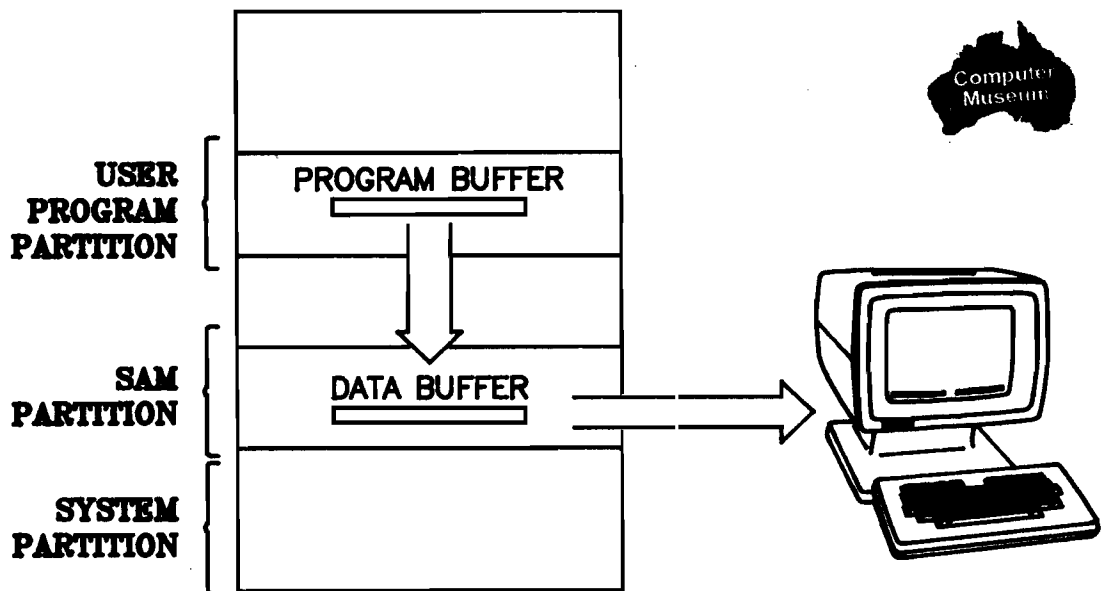 Computer
Museum
USER
PROGRAM
PARTITION
PROGRAM BUFFER
SAM
PARTITION
DATA BUFFER
SYSTEM
PARTITION